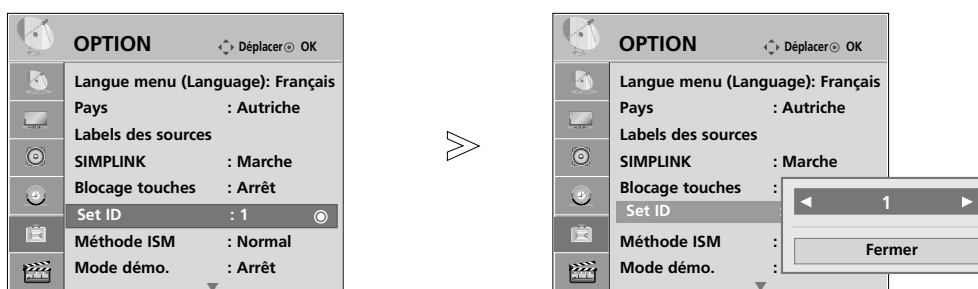 OPTION
Déplacer OK
Langue menu (Language): Français
Pays : Autriche
Labels des sources
SIMPLINK : Marche
Blocage touches : Arrêt
Set ID : 1
Méthode ISM : Normal
Mode démo. : Arrêt
OPTION
Déplacer OK
Langue menu (Language): Français
Pays : Autriche
Labels des sources
SIMPLINK : Marche
Blocage touches :
Set ID :
Méthode ISM :
Mode démo. :
1
Fermer